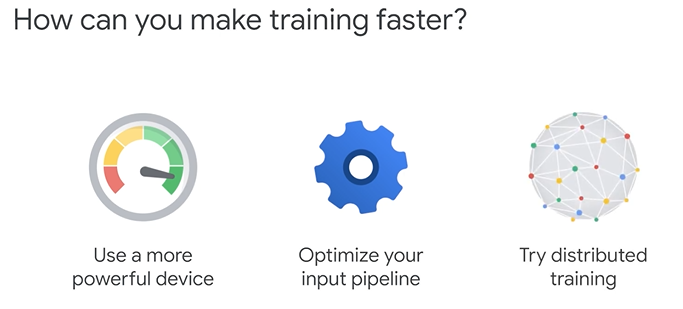 How can you make training faster?
Use a more
powerful device
Optimize your
input pipeline
Try distributed
training